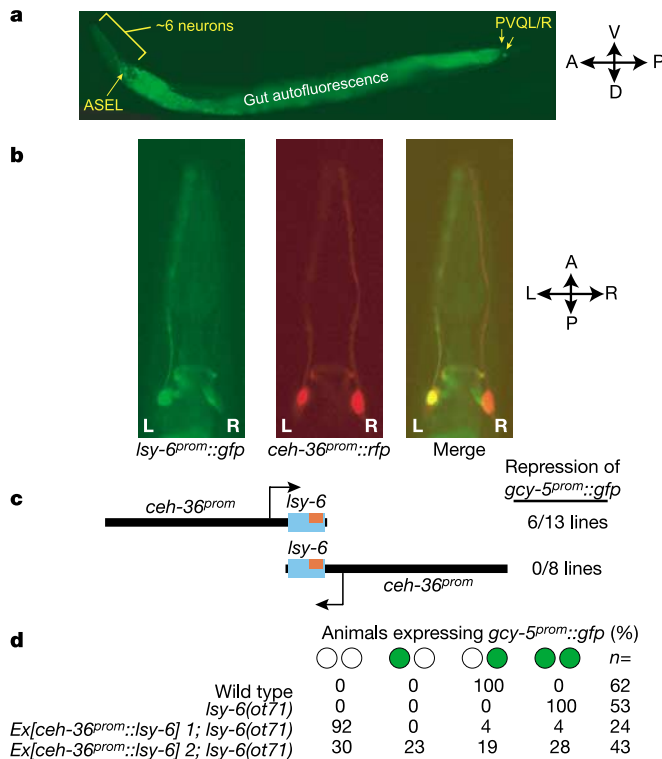 a
~6 neurons
PVQL/R
ASEL
Gut autofluorescence
V
A P
D
b
A
L R
P
L R L R L R
lsy-6prom::gfp ceh-36prom::rfp Merge
c
Repression of
gcy-5prom::gfp
ceh-36prom lsy-6
6/13 lines
lsy-6
0/8 lines
ceh-36prom
d
Animals expressing gcy-5prom::gfp (%)
n=
Wild type 0 0 100 0 62
lsy-6(ot71) 0 0 0 100 53
Ex[ceh-36prom::lsy-6] 1; lsy-6(ot71) 92 0 4 4 24
Ex[ceh-36prom::lsy-6] 2; lsy-6(ot71) 30 23 19 28 43